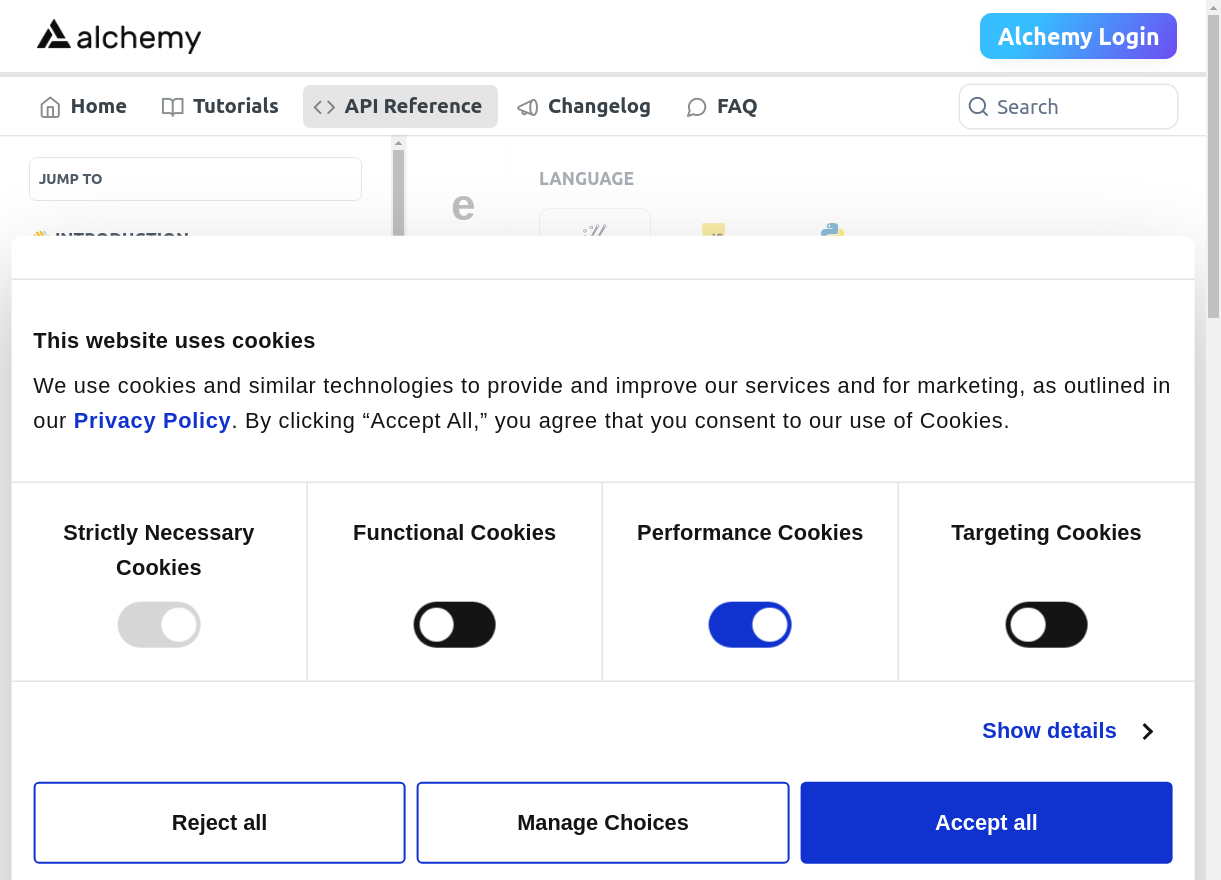 alchemy
Alchemy Login
Home
Tutorials
API Reference
Changelog
FAQ
Search
JUMP TO
LANGUAGE
e
INTRODUCTION
This website uses cookies
We use cookies and similar technologies to provide and improve our services and for marketing, as outlined in
our Privacy Policy. By clicking “Accept All,” you agree that you consent to our use of Cookies.
Strictly Necessary
Cookies
Functional Cookies
Performance Cookies
Targeting Cookies
Show details
Reject all
Manage Choices
Accept all